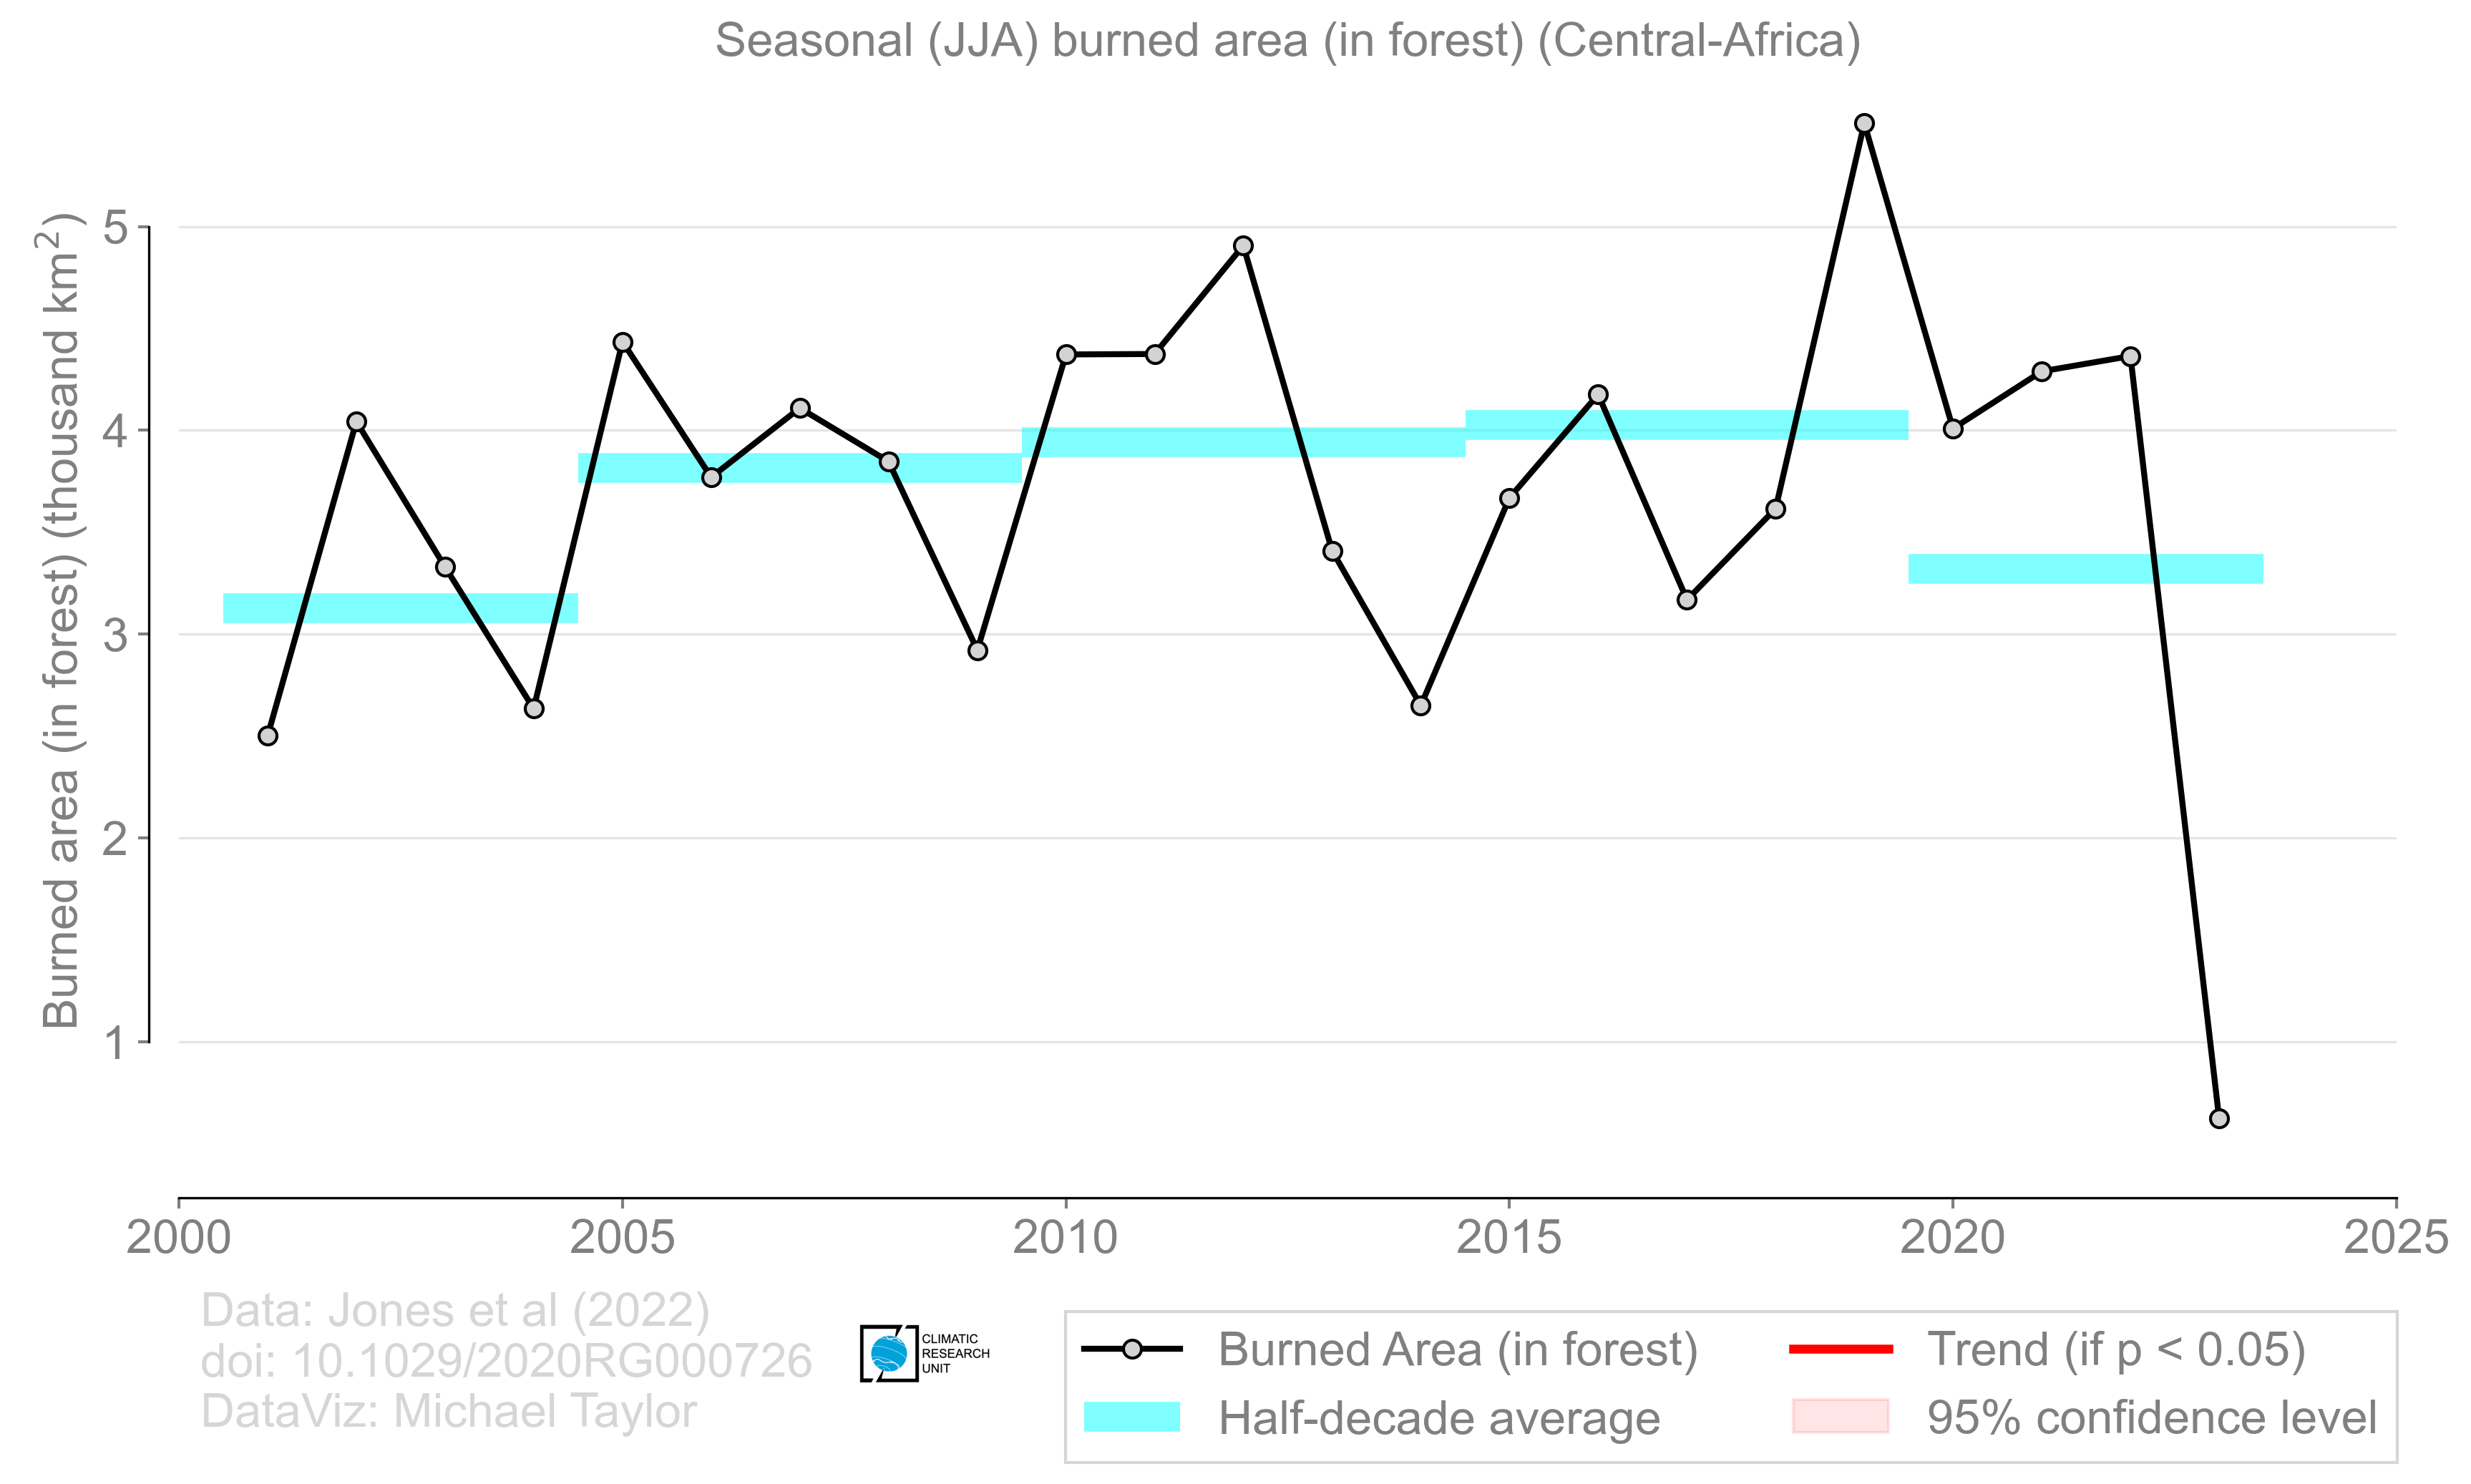 Seasonal (JJA) burned area (in forest) (Central-Africa)
Burned area (in forest) (thousand km²)
5
4
3
2
1
2000
2005
2010
2015
2020
2025
Data: Jones et al (2022)
doi: 10.1029/2020RG000726
DataViz: Michael Taylor
CLIMATIC
RESEARCH
UNIT
Burned Area (in forest)
Half-decade average
Trend (if p < 0.05)
95% confidence level